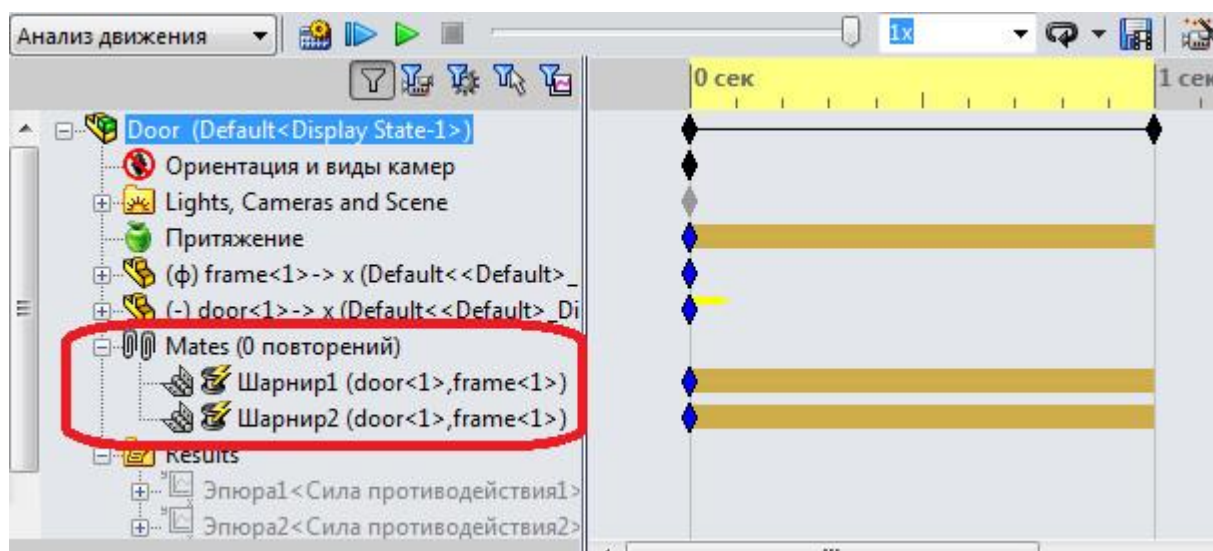 Анализ движения
1x
0 сек
1 сек
Door (Default<Display State-1>)
Ориентация и виды камер
Lights, Cameras and Scene
Притяжение
(ф) frame<1>-> x (Default<<Default>_
(-) door<1>-> x (Default<<Default>_Di
Mates (0 повторений)
Шарнир1 (door<1>,frame<1>)
Шарнир2 (door<1>,frame<1>)
Results
Эпюра1<Сила противодействия1>
Эпюра2<Сила противодействия2>